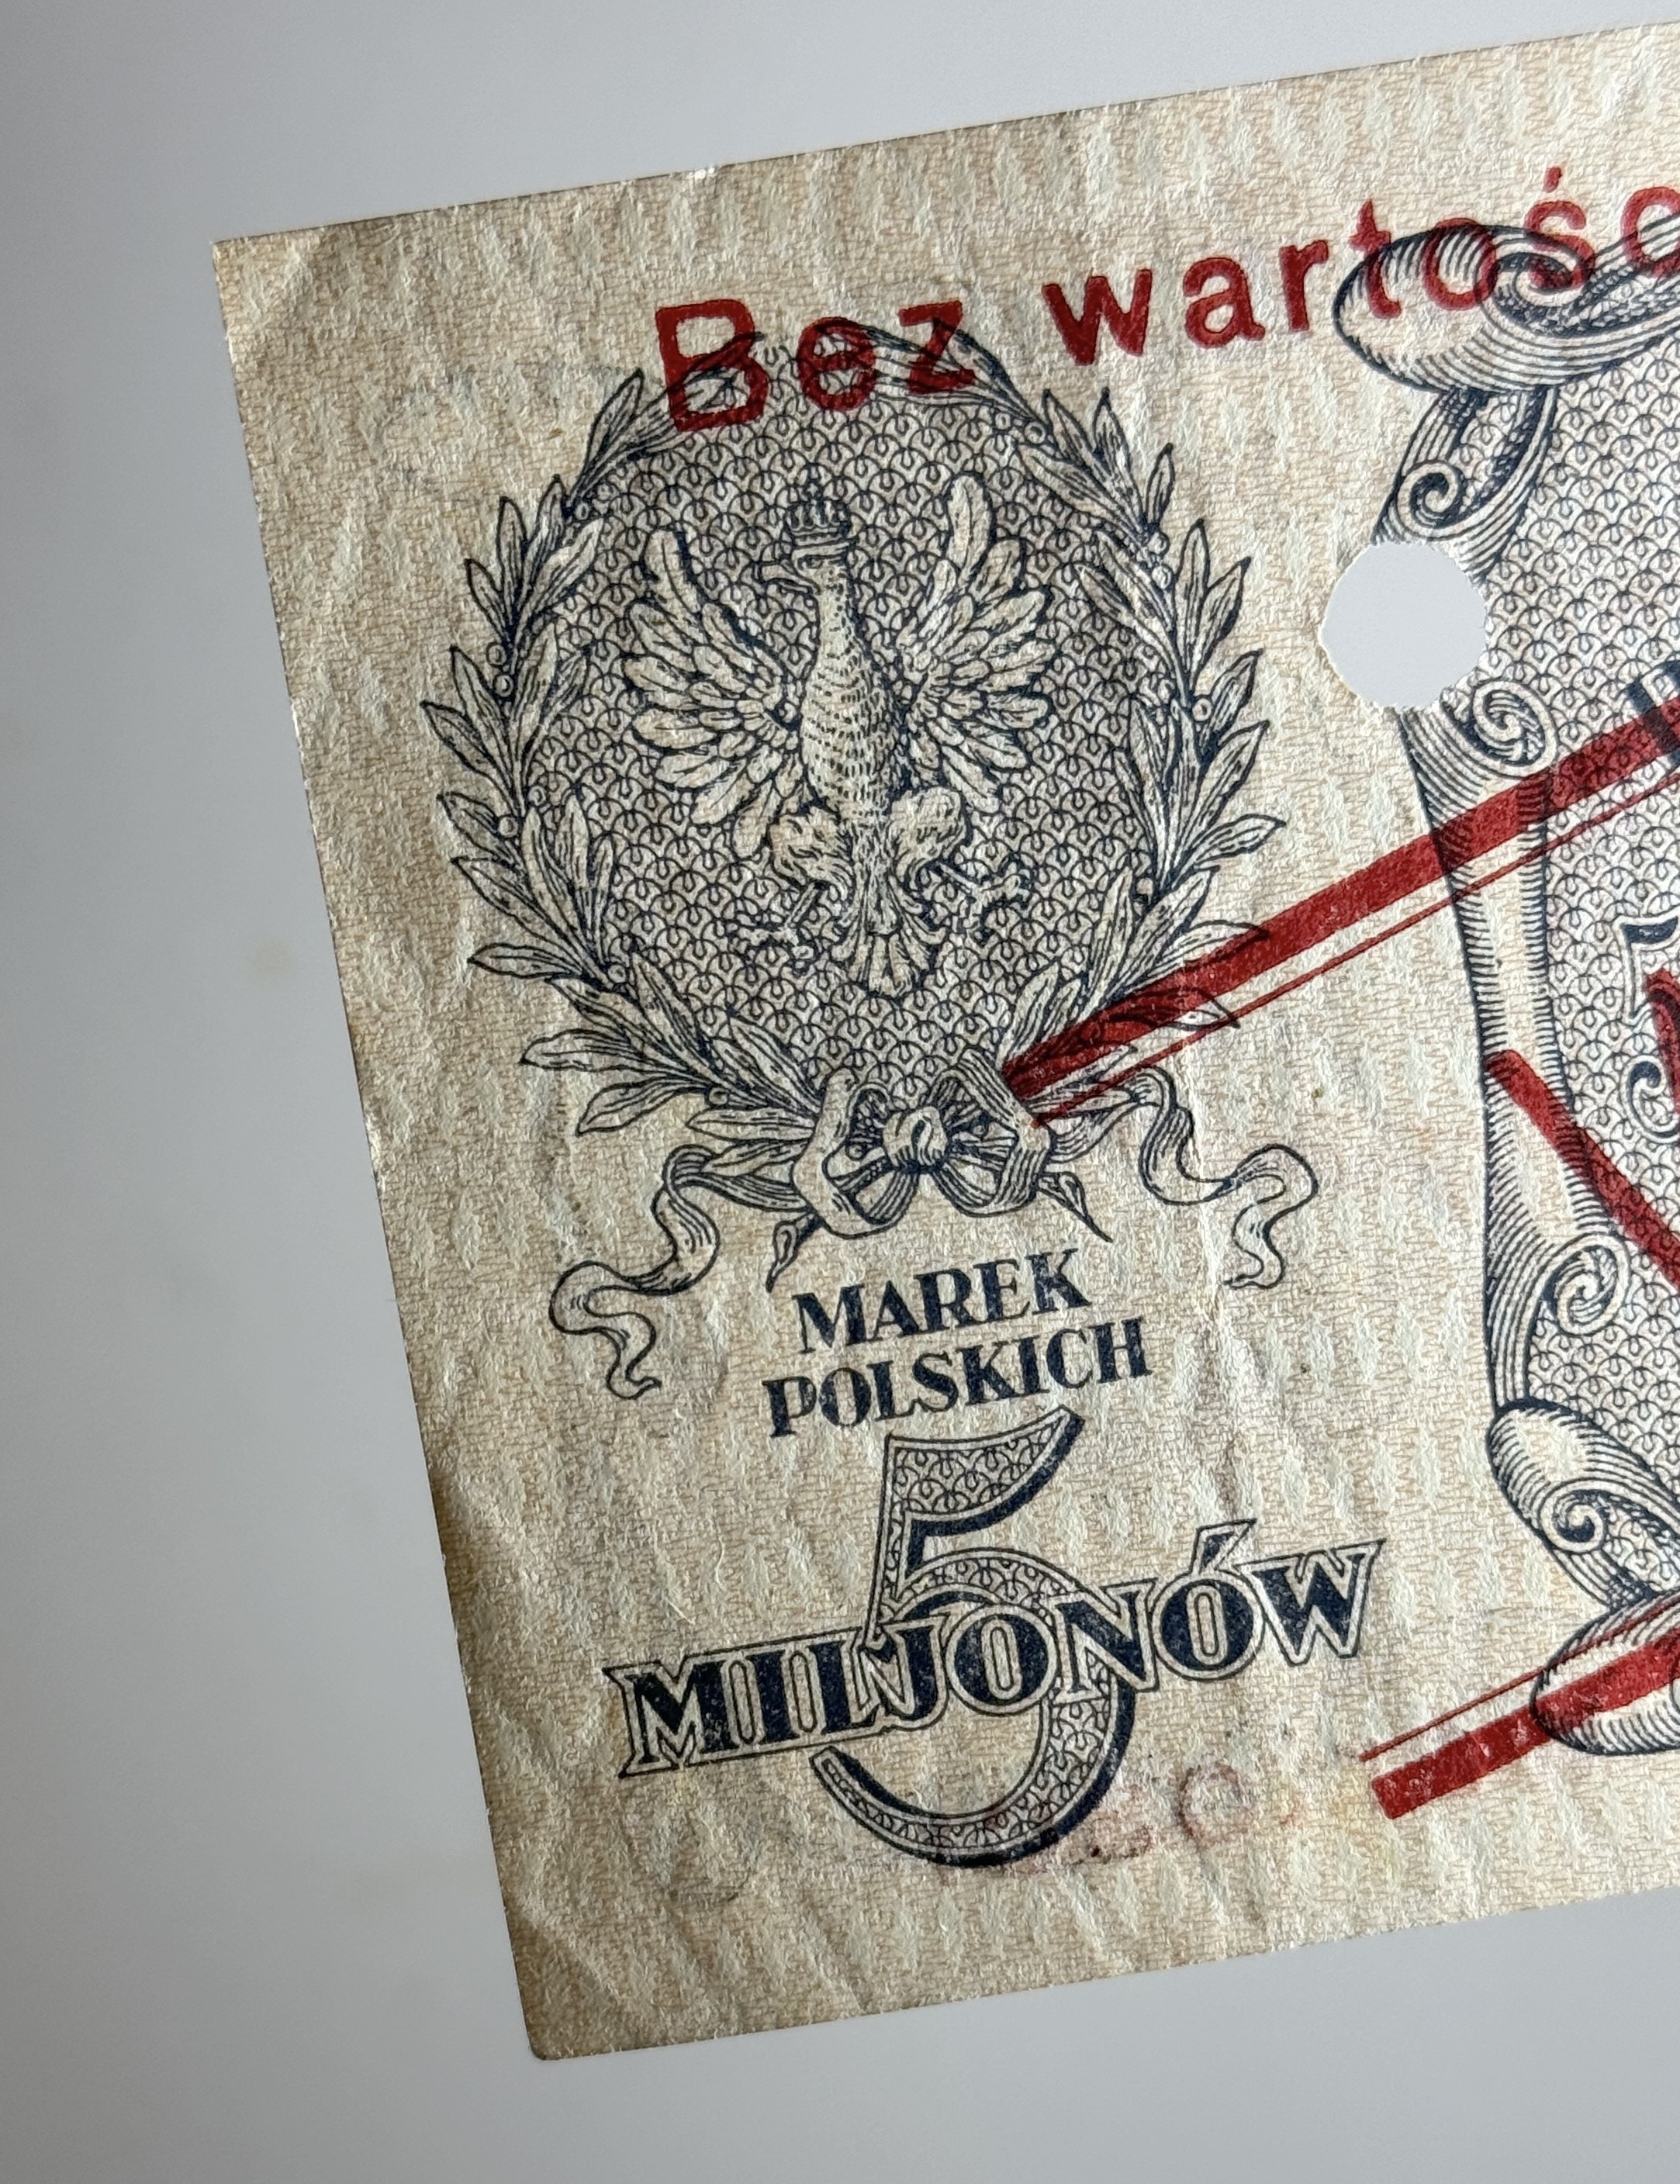 Bez wartośc
MAREK
POLSKICH
5
MILJONÓW